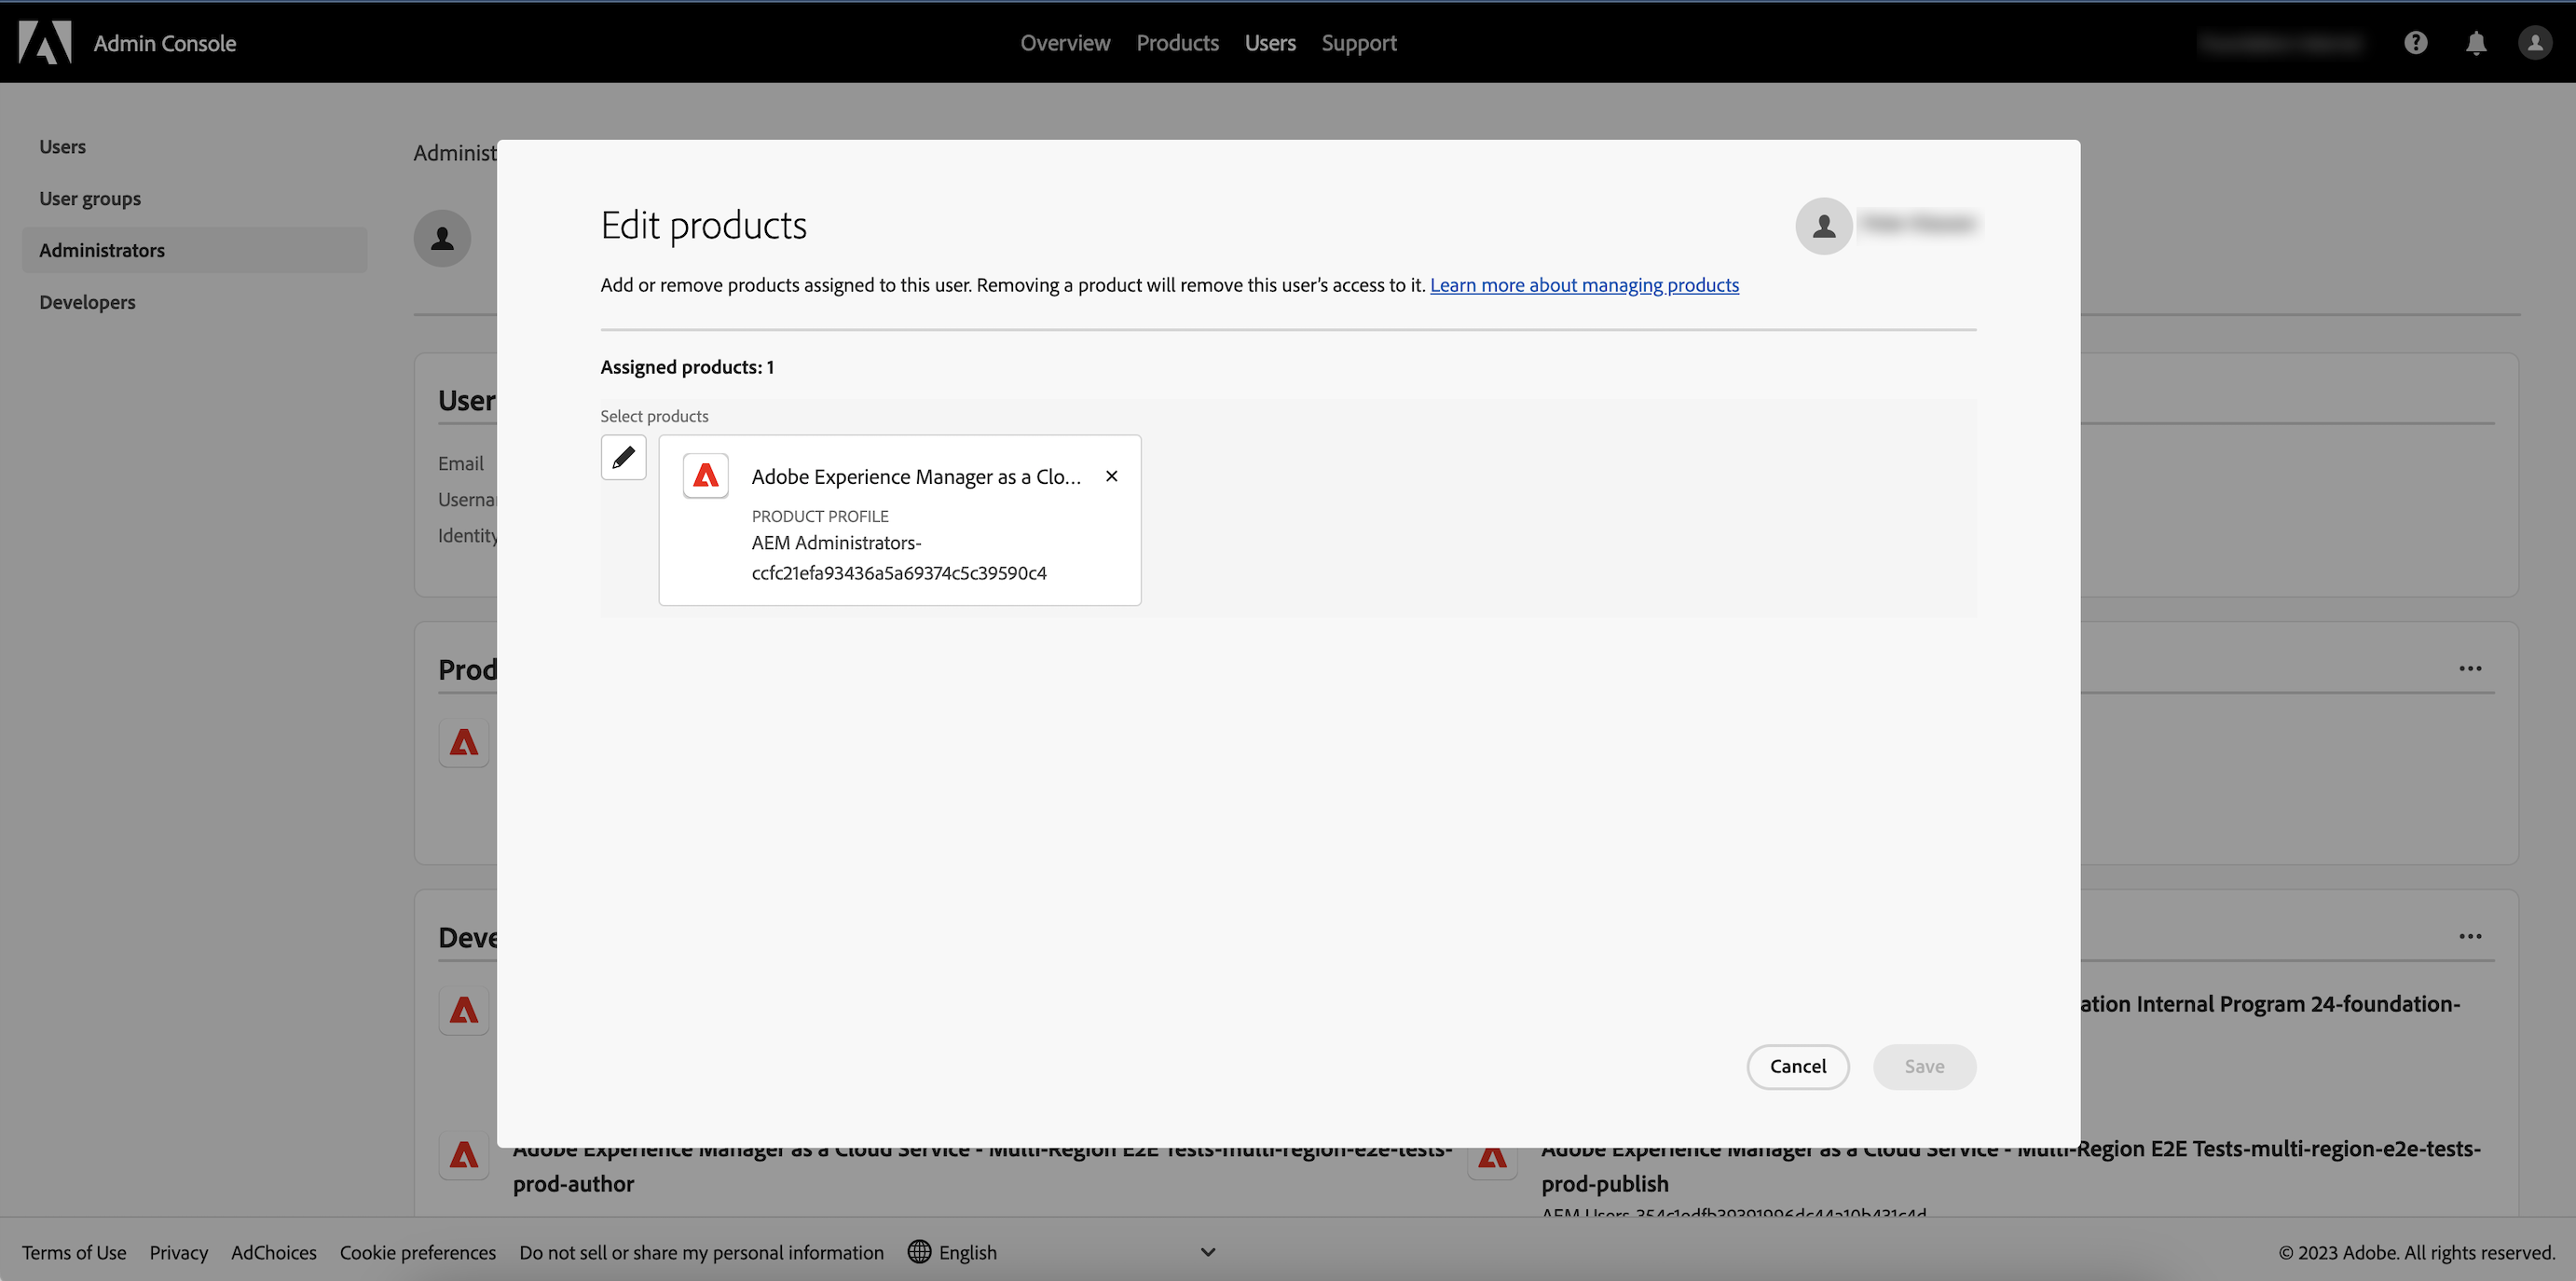 Admin Console
Overview
Products
Users
Support
Users
User groups
Administrators
Developers
Administ
Edit products
Add or remove products assigned to this user. Removing a product will remove this user's access to it. Learn more about managing products
Assigned products: 1
Select products
Adobe Experience Manager as a Clo...
PRODUCT PROFILE
AEM Administrators-
ccfc21efa93436a5a69374c5c39590c4
Cancel
Save
User
Email
Userna
Identity
Prod
Deve
ation Internal Program 24-foundation-
Adobe Experience Manager as a Cloud Service - Multi-Region E2E Tests-multi-region-e2e-tests-
prod-author
Adobe Experience Manager as a Cloud Service - Multi-Region E2E Tests-multi-region-e2e-tests-
prod-publish
Terms of Use
Privacy
AdChoices
Cookie preferences
Do not sell or share my personal information
English
© 2023 Adobe. All rights reserved.